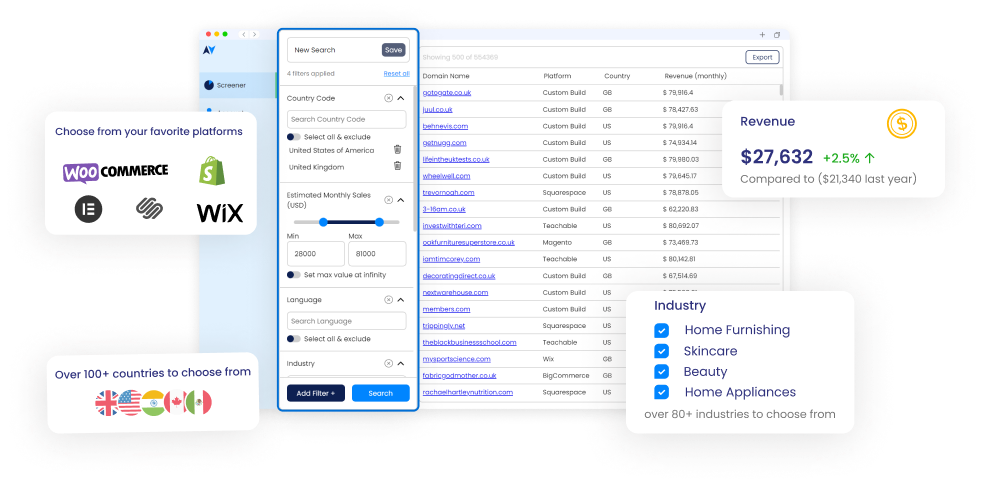 New Search
Save
4 filters applied
Reset all
Screener
Country Code
Search Country Code
Select all & exclude
United States of America
United Kingdom
Estimated Monthly Sales
(USD)
Min
Max
28000
81000
Set max value at infinity
Language
Search Language
Select all & exclude
Industry
Add Filter +
Search
Showing 500 of 564368
Export
Domain Name Platform Country Revenue (monthly)
gotogate.co.uk Custom Build GB $ 79,916.4
juul.co.uk Custom Build GB $ 78,427.63
behnevis.com Custom Build US $ 79,916.4
getnugg.com Custom Build US $ 74,934.14
lifeintheuktests.co.uk Custom Build GB $ 79,980.03
wheelwell.com Custom Build US $ 79,645.17
trevornoah.com Squarespace US $ 78,878.05
3-16am.co.uk Custom Build GB $ 62,220.83
investwithteri.com Teachable US $ 80,692.07
oakfurnituresuperstore.co.uk Magento GB $ 73,469.73
iamtimcorey.com Teachable US $ 80,142.81
decoratingdirect.co.uk Custom Build GB $ 67,514.69
nextwarehouse.com Custom Build US
members.com Custom Build US
trippingly.net Squarespace US
theblackbusinessschool.com Teachable US
mysportscience.com Wix GB
fabricgodmother.co.uk BigCommerce GB
rachaelhartleynutrition.com Squarespace US
Choose from your favorite platforms
WOO COMMERCE
WiX
Over 100+ countries to choose from
Revenue
$27,632 +2.5% ↑
Compared to ($21,340 last year)
Industry
Home Furnishing
Skincare
Beauty
Home Appliances
over 80+ industries to choose from